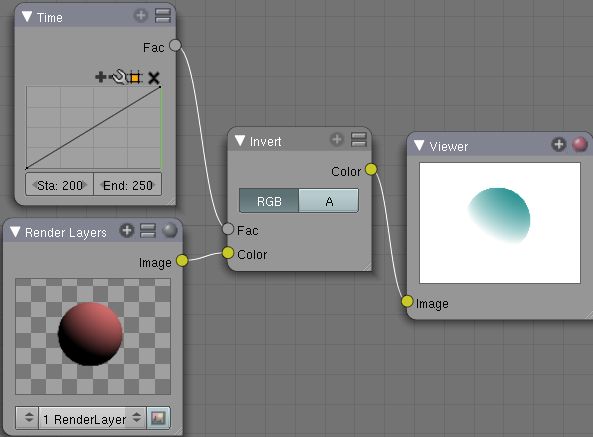 Time
Fac
Sta: 200
End: 250
Render Layers
Image
1 RenderLayer
Invert
Color
RGB
A
Fac
Color
Viewer
Image